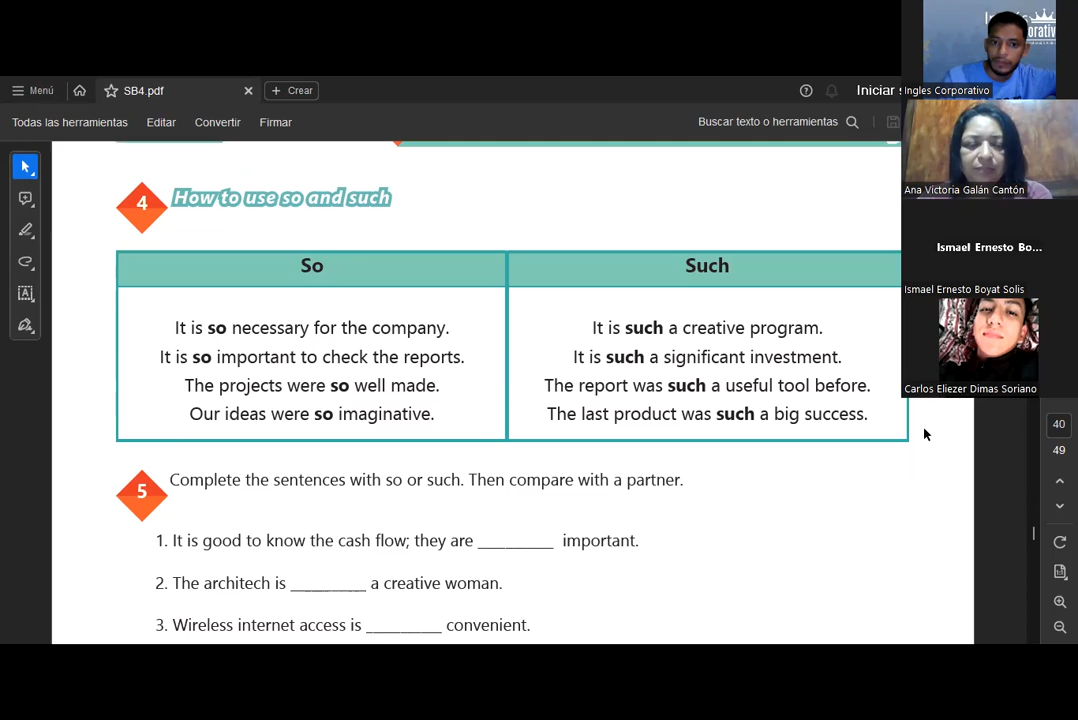 Menú
SB4.pdf
Crear
Iniciar s
Todas las herramientas
Editar
Convertir
Firmar
Buscar texto o herramientas
4
How to use so and such
So
Such
It is so necessary for the company.
It is so important to check the reports.
The projects were so well made.
Our ideas were so imaginative.
It is such a creative program.
It is such a significant investment.
The report was such a useful tool before.
The last product was such a big success.
5
Complete the sentences with so or such. Then compare with a partner.
1. It is good to know the cash flow; they are _________ important.
2. The architech is _________ a creative woman.
3. Wireless internet access is _________ convenient.
Ingles Corporativo
Ana Victoria Galán Cantón
Ismael Ernesto Bo...
Ismael Ernesto Boyat Solis
Carlos Eliezer Dimas Soriano
40
49